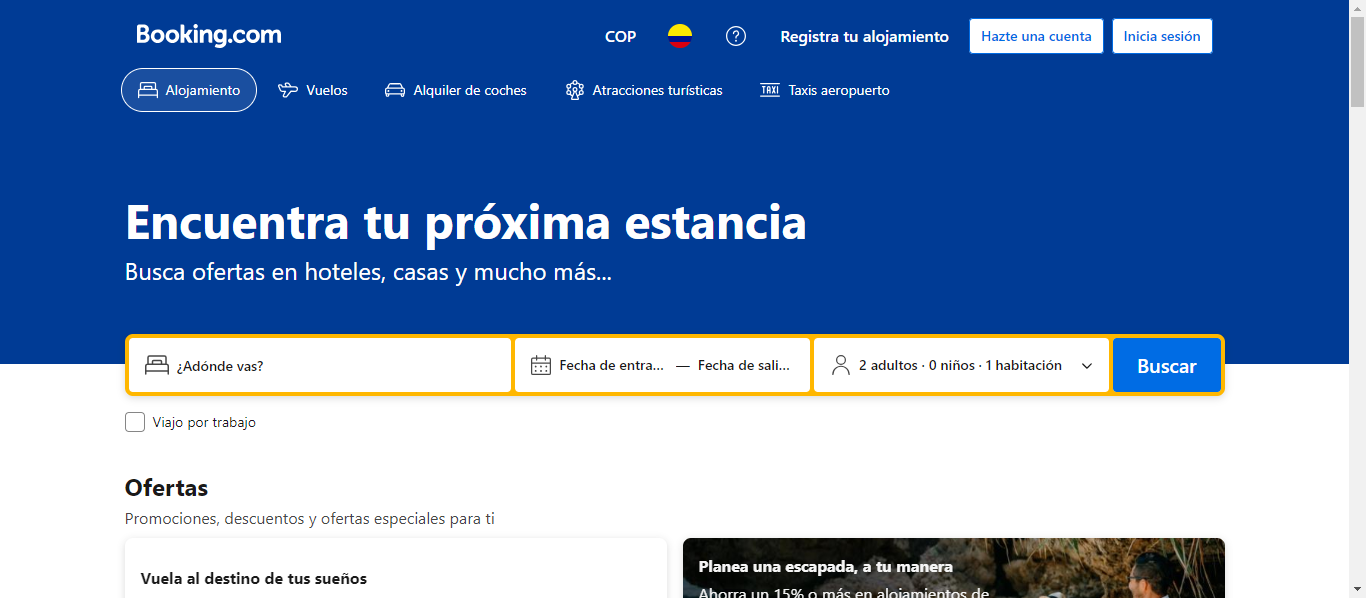 Booking.com
COP
?
Registra tu alojamiento
Hazte una cuenta
Inicia sesión
Alojamiento
Vuelos
Alquiler de coches
Atracciones turísticas
TAXI
Taxis aeropuerto
Encuentra tu próxima estancia
Busca ofertas en hoteles, casas y mucho más...
¿Adónde vas?
Fecha de entra... — Fecha de sali...
2 adultos · 0 niños · 1 habitación
Buscar
Viajo por trabajo
Ofertas
Promociones, descuentos y ofertas especiales para ti
Vuela al destino de tus sueños
Planea una escapada, a tu manera
Ahorra un 15% o más en alojamientos de